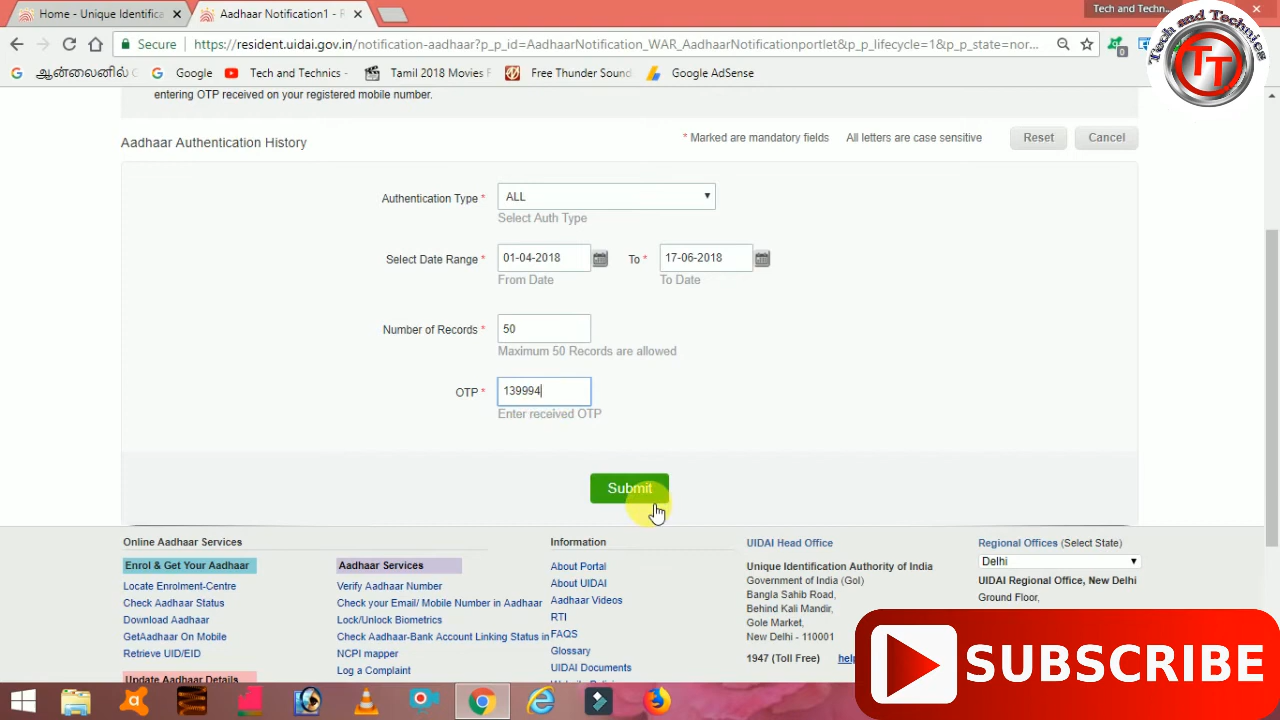 Home - Unique Identifica
Aadhaar Notification1 - R
Tech and Techn...
Secure
https://resident.uidai.gov.in/notification-aadhaar?p_p_id=AadhaarNotification_WAR_AadhaarNotificationportlet&p_p_lifecycle=1&p_p_state=nor...
0
ஆன்லைனில்
Google
Tech and Technics -
Tamil 2018 Movies F
Free Thunder Sound
Google AdSense
Tech and Technics
TT
entering OTP received on your registered mobile number.
Aadhaar Authentication History
* Marked are mandatory fields
All letters are case sensitive
Reset
Cancel
Authentication Type *
ALL
Select Auth Type
Select Date Range *
01-04-2018
To *
17-06-2018
From Date
To Date
Number of Records *
50
Maximum 50 Records are allowed
OTP *
139994
Enter received OTP
Submit
Online Aadhaar Services
Enrol & Get Your Aadhaar
Locate Enrolment-Centre
Check Aadhaar Status
Download Aadhaar
GetAadhaar On Mobile
Retrieve UID/EID
Update Aadhaar Details
Aadhaar Services
Verify Aadhaar Number
Check your Email/ Mobile Number in Aadhaar
Lock/Unlock Biometrics
Check Aadhaar-Bank Account Linking Status in
NCPI mapper
Log a Complaint
Information
About Portal
About UIDAI
Aadhaar Videos
RTI
FAQS
Glossary
UIDAI Documents
UIDAI Head Office
Unique Identification Authority of India
Government of India (GoI)
Bangla Sahib Road,
Behind Kali Mandir,
Gole Market,
New Delhi - 110001
1947 (Toll Free)
help
Regional Offices (Select State)
Delhi
UIDAI Regional Office, New Delhi
Ground Floor,
SUBSCRIBE